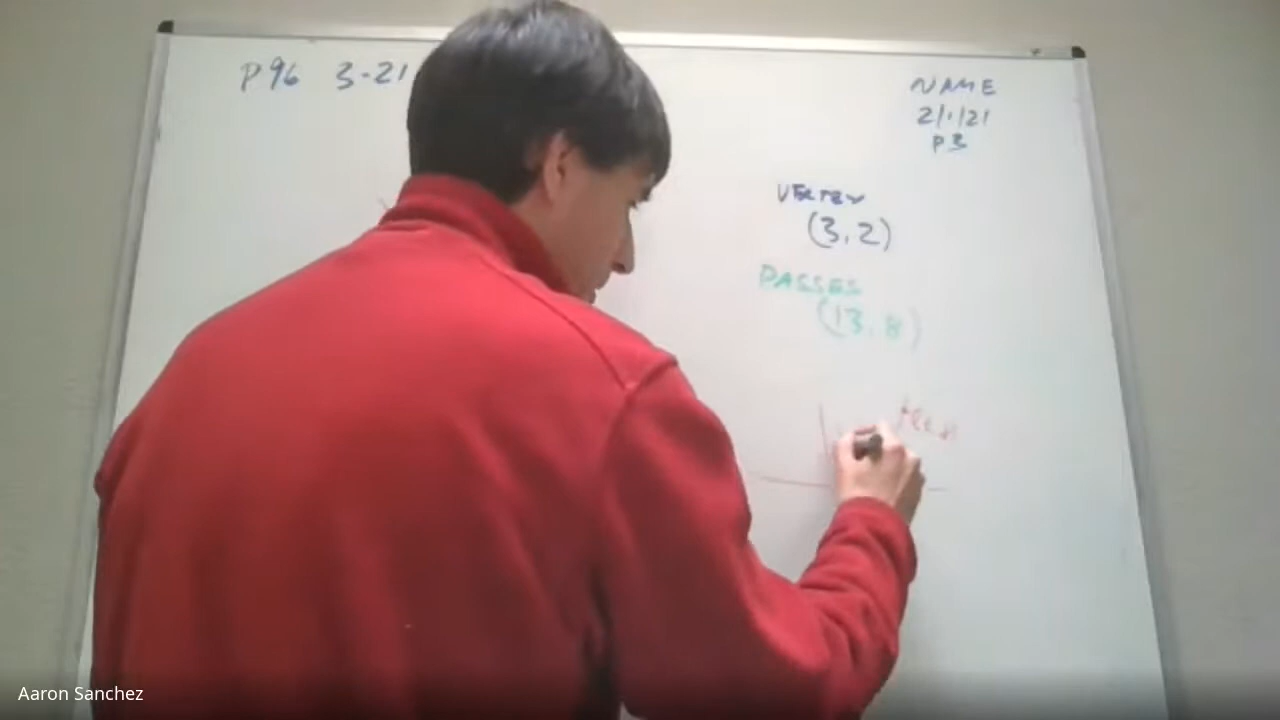 P96 3-21
NAME
2/1/21
P3
VERTEX
(3,2)
PASSES
(13,8)
Aaron Sanchez